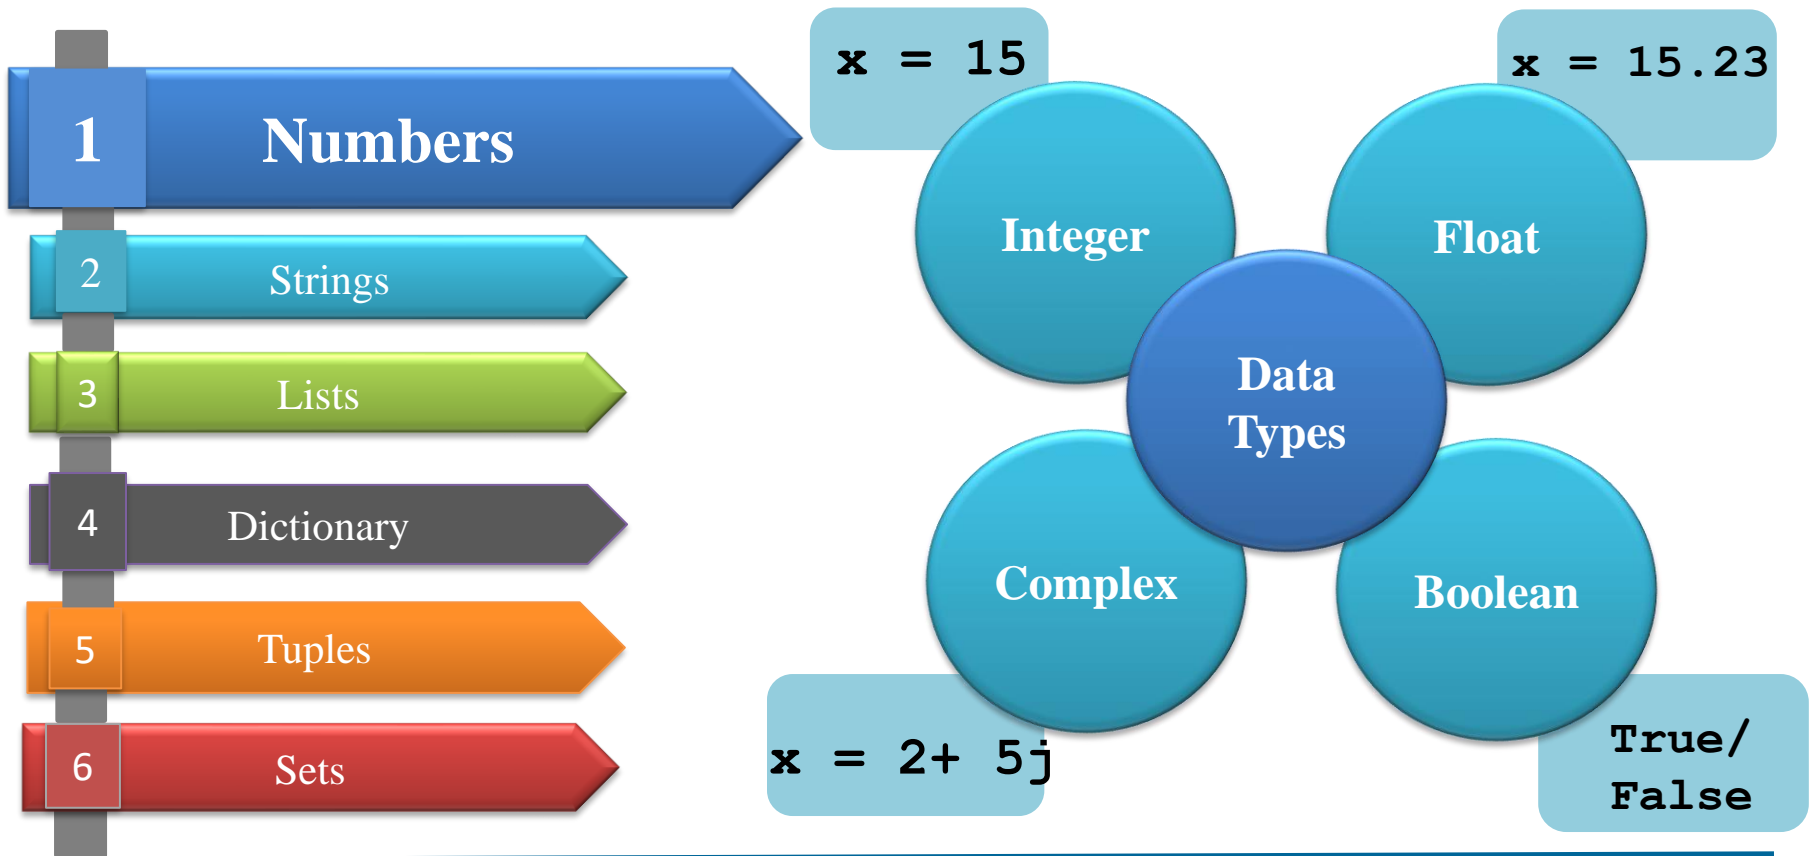 1 Numbers
2 Strings
3 Lists
4 Dictionary
5 Tuples
6 Sets
x = 15
x = 15.23
Integer
Float
Data
Types
Complex
Boolean
x = 2+ 5j
True/
False